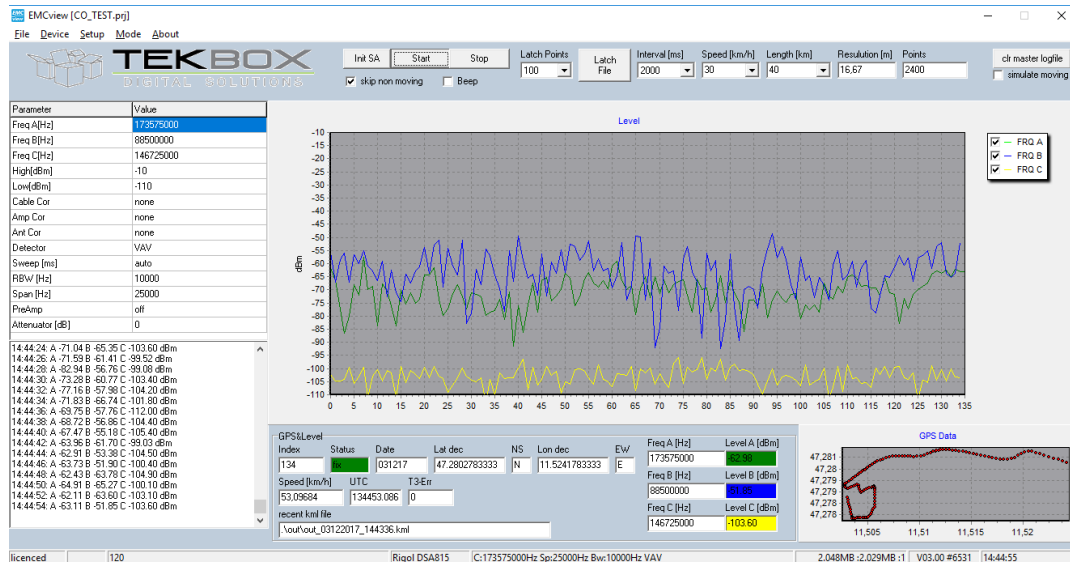 EMCview [CO_TEST.prj]
File Device Setup Mode About
TEKBOX
DIGITAL SOLUTIONS
Init SA Start Stop
skip non moving Beep
Latch Points
100
Latch File
Interval [ms] Speed [km/h] Length [km] Resulution [m] Points
2000 30 40 16,67 2400
clr master logfile
simulate moving
Parameter Value
Freq A[Hz] 173575000
Freq B[Hz] 88500000
Freq C[Hz] 146725000
High[dBm] -10
Low[dBm] -110
Cable Cor none
Amp Cor none
Ant Cor none
Detector VAV
Sweep [ms] auto
RBW [Hz] 10000
Span [Hz] 25000
PreAmp off
Attenuator [dB] 0
14:44:24: A -71.04 B -65.35 C -103.60 dBm
14:44:26: A -71.59 B -61.41 C -99.52 dBm
14:44:28: A -82.94 B -56.76 C -99.08 dBm
14:44:30: A -73.28 B -60.77 C -103.40 dBm
14:44:32: A -77.16 B -57.98 C -104.20 dBm
14:44:34: A -71.83 B -66.74 C -101.80 dBm
14:44:36: A -69.75 B -57.76 C -112.00 dBm
14:44:38: A -68.72 B -56.86 C -104.40 dBm
14:44:40: A -67.47 B -55.18 C -105.40 dBm
14:44:42: A -63.96 B -61.70 C -99.03 dBm
14:44:44: A -62.91 B -53.38 C -104.50 dBm
14:44:46: A -63.73 B -51.90 C -100.40 dBm
14:44:48: A -62.43 B -63.78 C -104.90 dBm
14:44:50: A -64.91 B -65.27 C -100.10 dBm
14:44:52: A -62.11 B -63.60 C -103.10 dBm
14:44:54: A -63.11 B -51.85 C -103.60 dBm
Level
dBm
-10
-15
-20
-25
-30
-35
-40
-45
-50
-55
-60
-65
-70
-75
-80
-85
-90
-95
-100
-105
-110
0 5 10 15 20 25 30 35 40 45 50 55 60 65 70 75 80 85 90 95 100 105 110 115 120 125 130 135
FRQ A
FRQ B
FRQ C
GPS&Level
Index Status Date Lat dec NS Lon dec EW
134 fix 031217 47.2802783333 N 11.5241783333 E
Speed [km/h] UTC T3-Err
53,09684 134453.086 0
recent kml file
.\out\out_03122017_144336.kml
Freq A [Hz] Level A [dBm]
173575000 -62.98
Freq B [Hz] Level B [dBm]
88500000 -51.85
Freq C [Hz] Level C [dBm]
146725000 -103.60
GPS Data
47,281
47,28
47,28
47,279
47,279
47,278
47,278
11,505 11,51 11,515 11,52
licenced 120 Rigol DSA815 C:173575000Hz Sp:25000Hz Bw:10000Hz VAV 2.048MB :2.029MB :1 V03.00 #6531 14:44:55